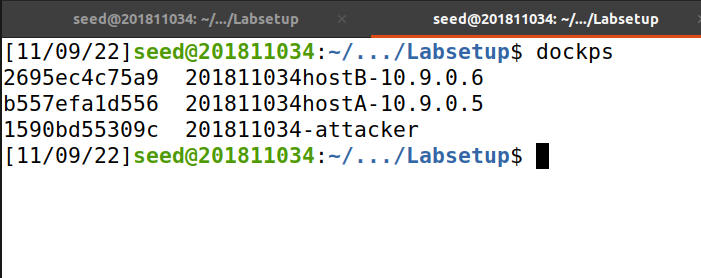 seed@201811034: ~/.../Labsetup × seed@201811034: ~/.../Labsetup
[11/09/22]seed@201811034:~/.../Labsetup$ dockps
2695ec4c75a9  201811034hostB-10.9.0.6
b557efa1d556  201811034hostA-10.9.0.5
1590bd55309c  201811034-attacker
[11/09/22]seed@201811034:~/.../Labsetup$